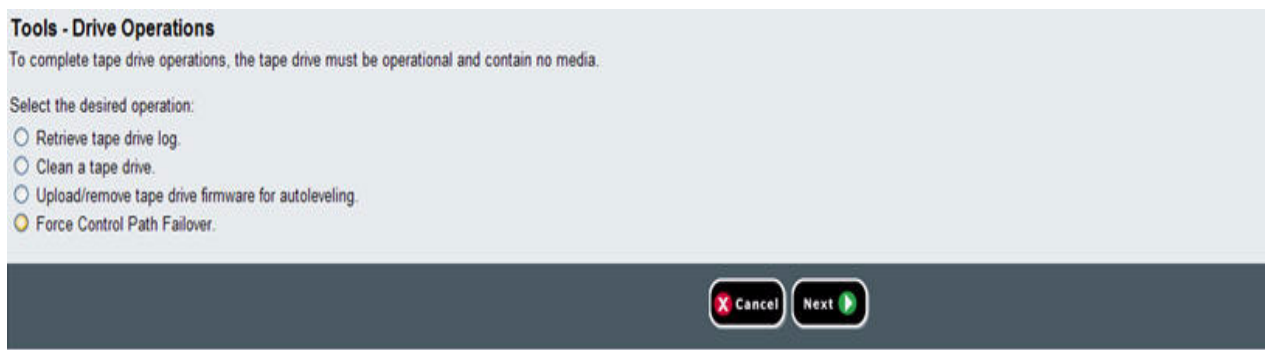 Tools - Drive Operations
To complete tape drive operations, the tape drive must be operational and contain no media.
Select the desired operation:
Retrieve tape drive log.
Clean a tape drive.
Upload/remove tape drive firmware for autoleveling.
Force Control Path Failover.
Cancel
Next